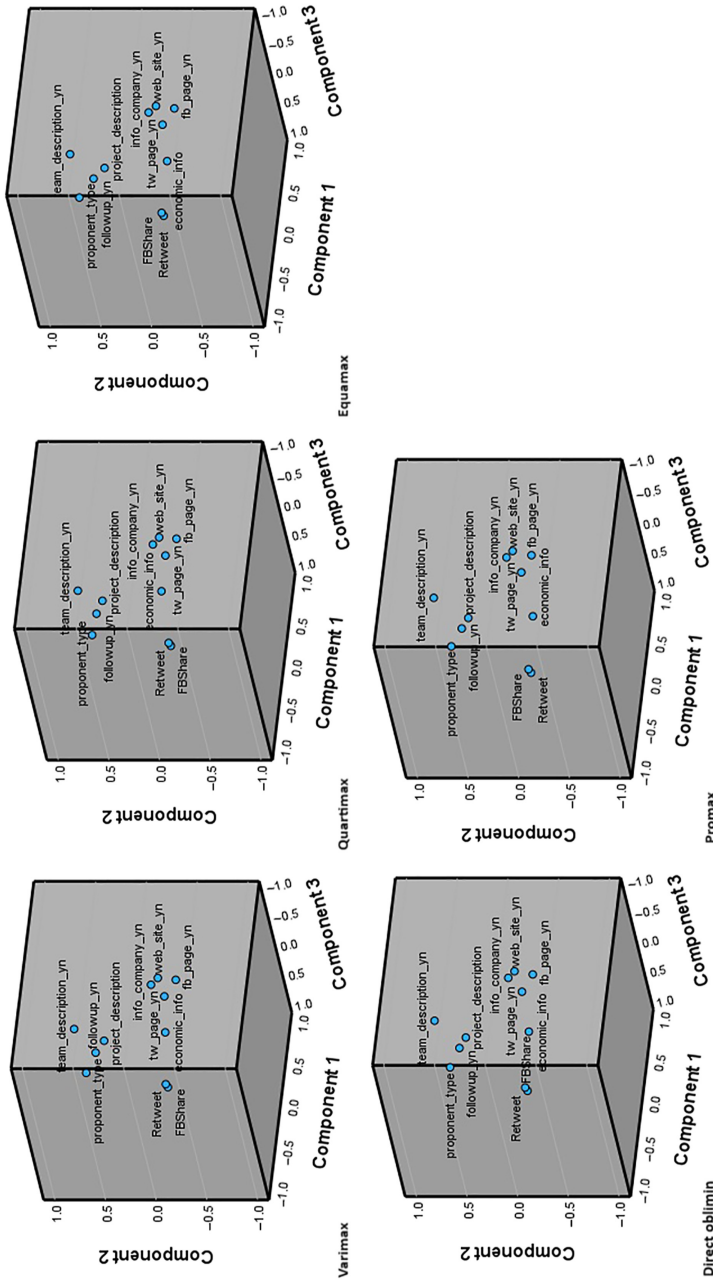 team_description_yn
followup_yn
proponent_type
project_description
info_company_yn
web_site_yn
tw_page_yn
fb_page_yn
economic_info
Retweet
FBShare
1.0
0.5
0.0
−0.5
−1.0
Component 2
−1.0
−0.5
0.0
0.5
1.0
Component 1
1.0
0.5
0.0
−0.5
−1.0
Component 3
Varimax
team_description_yn
proponent_type
followup_yn
project_description
info_company_yn
web_site_yn
economic_info
tw_page_yn
fb_page_yn
Retweet
FBShare
1.0
0.5
0.0
−0.5
−1.0
Component 2
−1.0
−0.5
0.0
0.5
1.0
Component 1
1.0
0.5
0.0
−0.5
−1.0
Component 3
Quartimax
eam_description_yn
proponent_type
followup_yn
project_description
info_company_yn
web_site_yn
tw_page_yn
fb_page_yn
economic_info
FBShare
Retweet
1.0
0.5
0.0
−0.5
−1.0
Component 2
−1.0
−0.5
0.0
0.5
1.0
Component 1
1.0
0.5
0.0
−0.5
−1.0
Component 3
Equamax
team_description_yn
proponent_type
followup_yn
project_description
info_company_yn
web_site_yn
tw_page_yn
fb_page_yn
economic_info
FBShare
Retweet
1.0
0.5
0.0
−0.5
−1.0
Component 2
−1.0
−0.5
0.0
0.5
1.0
Component 1
1.0
0.5
0.0
−0.5
−1.0
Component 3
Direct oblimin
team_description_yn
proponent_type
followup_yn
project_description
info_company_yn
web_site_yn
tw_page_yn
fb_page_yn
economic_info
FBShare
Retweet
1.0
0.5
0.0
−0.5
−1.0
Component 2
−1.0
−0.5
0.0
0.5
1.0
Component 1
1.0
0.5
0.0
−0.5
−1.0
Component 3
Promax